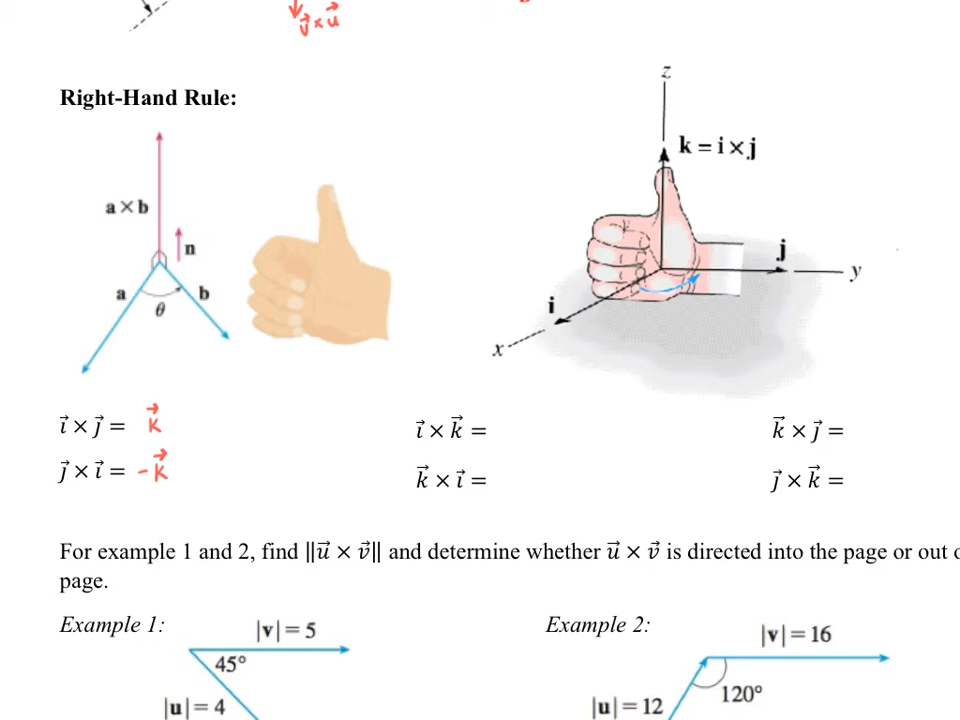 v⃗ × u⃗
Right-Hand Rule:
a × b
n
a
b
θ
z
k = i × j
j
y
i
x
i⃗ × j⃗ = k⃗
i⃗ × k⃗ =
k⃗ × j⃗ =
j⃗ × i⃗ = -k⃗
k⃗ × i⃗ =
j⃗ × k⃗ =
For example 1 and 2, find ‖u⃗ × v⃗‖ and determine whether u⃗ × v⃗ is directed into the page or out
page.
Example 1:
|v| = 5
45°
|u| = 4
Example 2:
|v| = 16
120°
|u| = 12